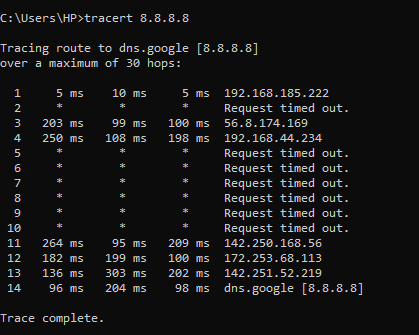 C:\Users\HP>tracert 8.8.8.8
Tracing route to dns.google [8.8.8.8]
over a maximum of 30 hops:
1 5 ms 10 ms 5 ms 192.168.185.222
2 * * * Request timed out.
3 203 ms 99 ms 100 ms 56.8.174.169
4 250 ms 108 ms 198 ms 192.168.44.234
5 * * * Request timed out.
6 * * * Request timed out.
7 * * * Request timed out.
8 * * * Request timed out.
9 * * * Request timed out.
10 * * * Request timed out.
11 264 ms 95 ms 209 ms 142.250.168.56
12 182 ms 199 ms 100 ms 172.253.68.113
13 136 ms 303 ms 202 ms 142.251.52.219
14 96 ms 204 ms 98 ms dns.google [8.8.8.8]
Trace complete.